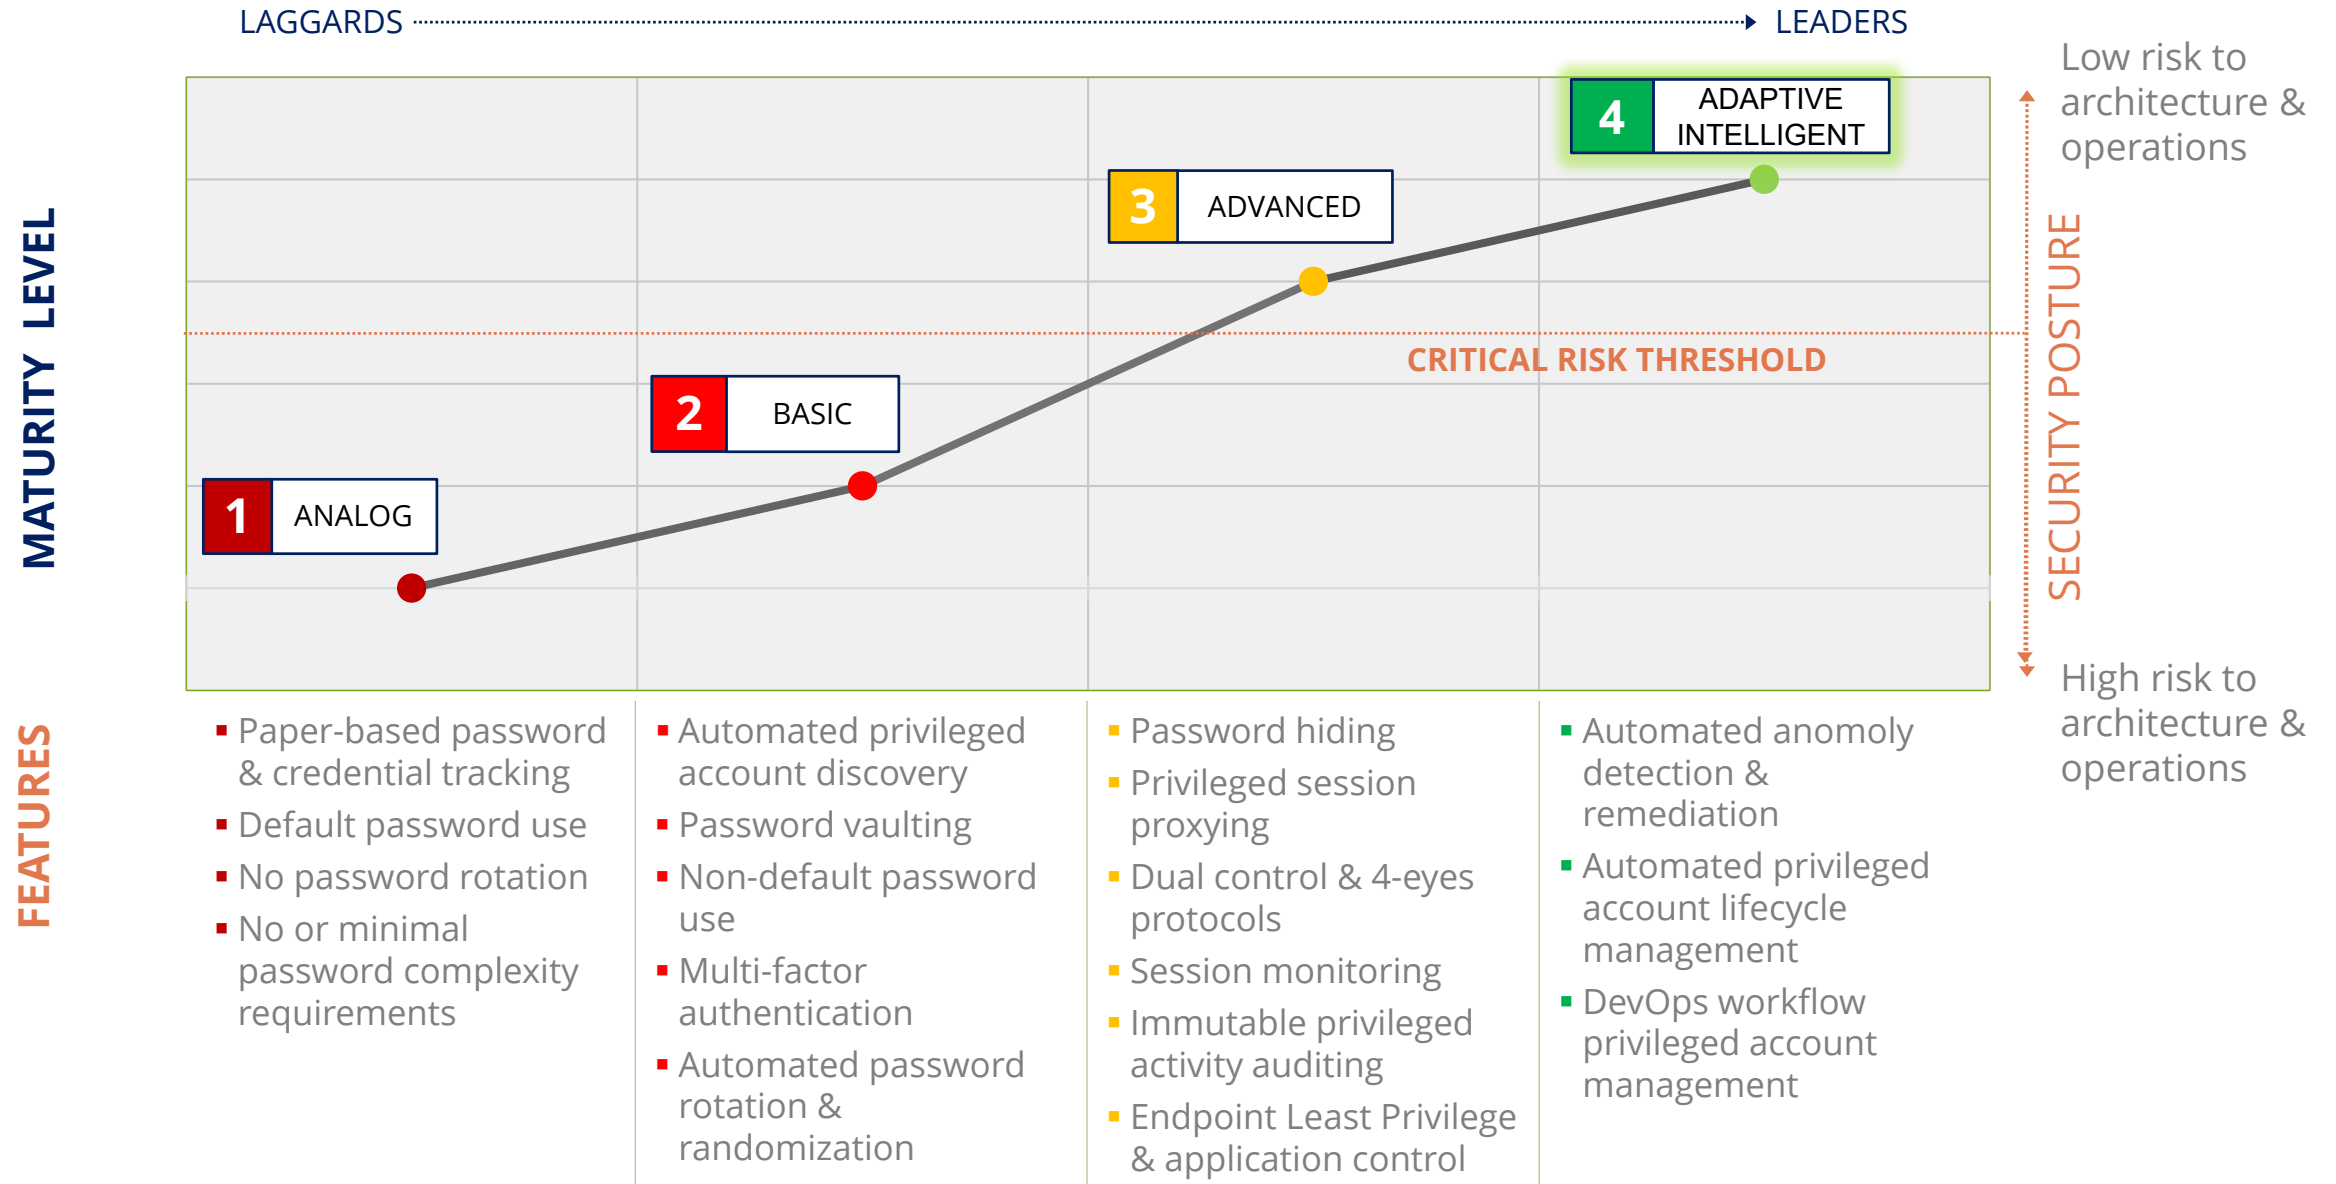 LAGGARDS
LEADERS
Low risk to
architecture &
operations
MATURITY LEVEL
4
ADAPTIVE
INTELLIGENT
3
ADVANCED
CRITICAL RISK THRESHOLD
2
BASIC
1
ANALOG
SECURITY POSTURE
High risk to
architecture &
operations
FEATURES
Paper-based password
& credential tracking
Default password use
No password rotation
No or minimal
password complexity
requirements
Automated privileged
account discovery
Password vaulting
Non-default password
use
Multi-factor
authentication
Automated password
rotation &
randomization
Password hiding
Privileged session
proxying
Dual control & 4-eyes
protocols
Session monitoring
Immutable privileged
activity auditing
Endpoint Least Privilege
& application control
Automated anomoly
detection &
remediation
Automated privileged
account lifecycle
management
DevOps workflow
privileged account
management